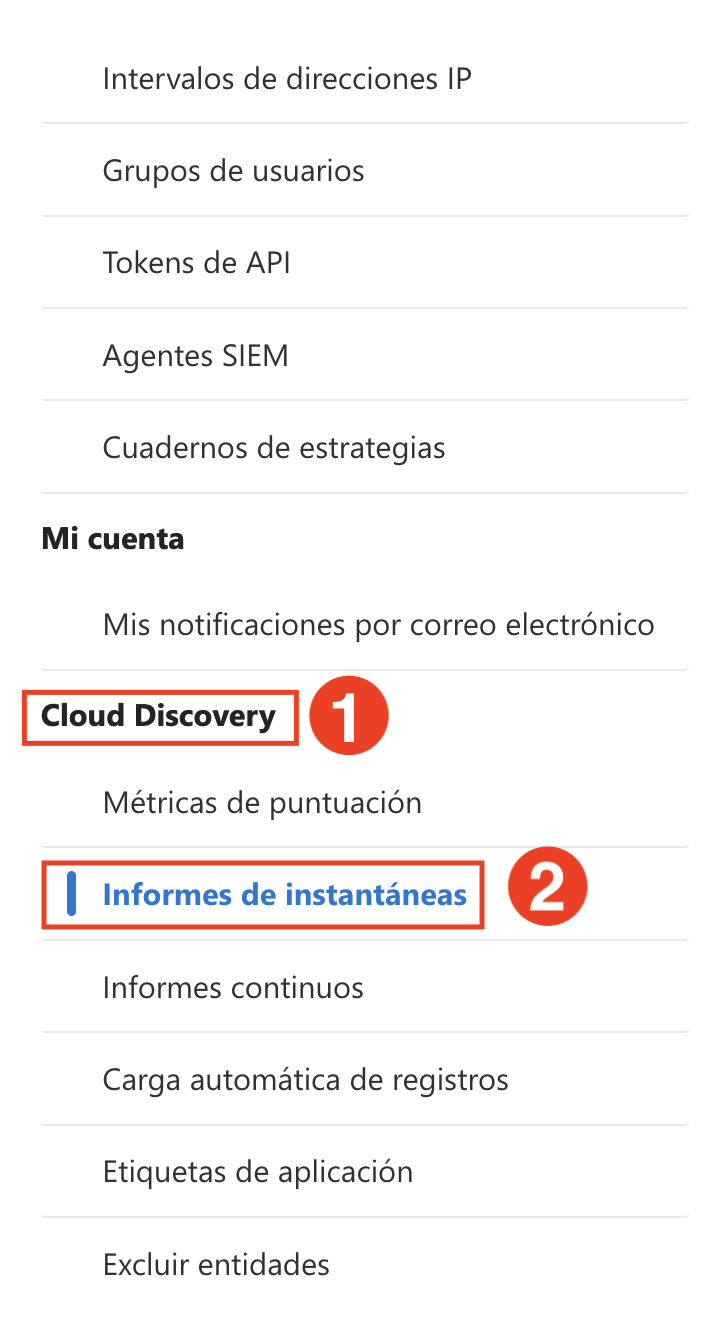 Intervalos de direcciones IP
Grupos de usuarios
Tokens de API
Agentes SIEM
Cuadernos de estrategias
Mi cuenta
Mis notificaciones por correo electrónico
Cloud Discovery 1
Métricas de puntuación
Informes de instantáneas 2
Informes continuos
Carga automática de registros
Etiquetas de aplicación
Excluir entidades